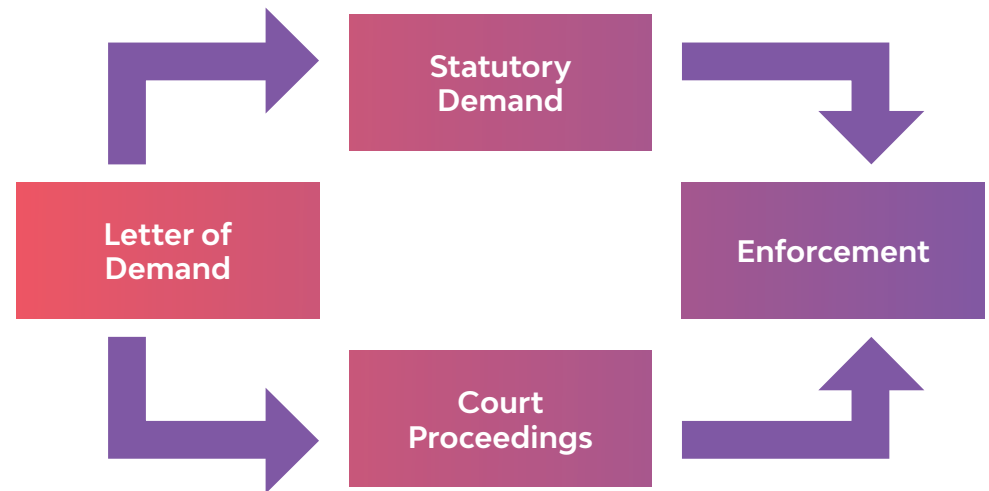 Statutory
Demand
Letter of
Demand
Enforcement
Court
Proceedings